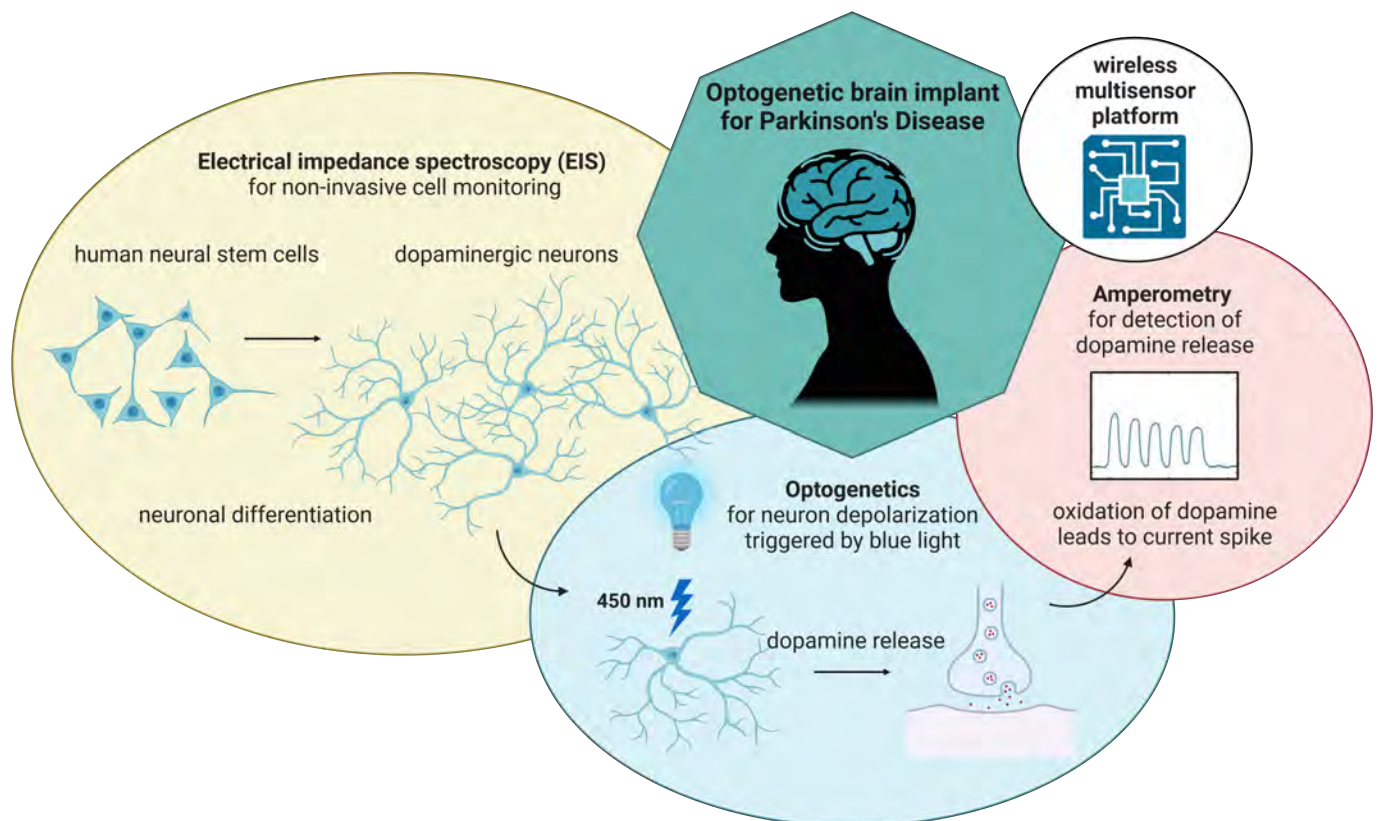 Electrical impedance spectroscopy (EIS)
for non-invasive cell monitoring
human neural stem cells
dopaminergic neurons
neuronal differentiation
Optogenetic brain implant
for Parkinson's Disease
wireless
multisensor
platform
Amperometry
for detection of
dopamine release
oxidation of dopamine
leads to current spike
Optogenetics
for neuron depolarization
triggered by blue light
450 nm
dopamine release